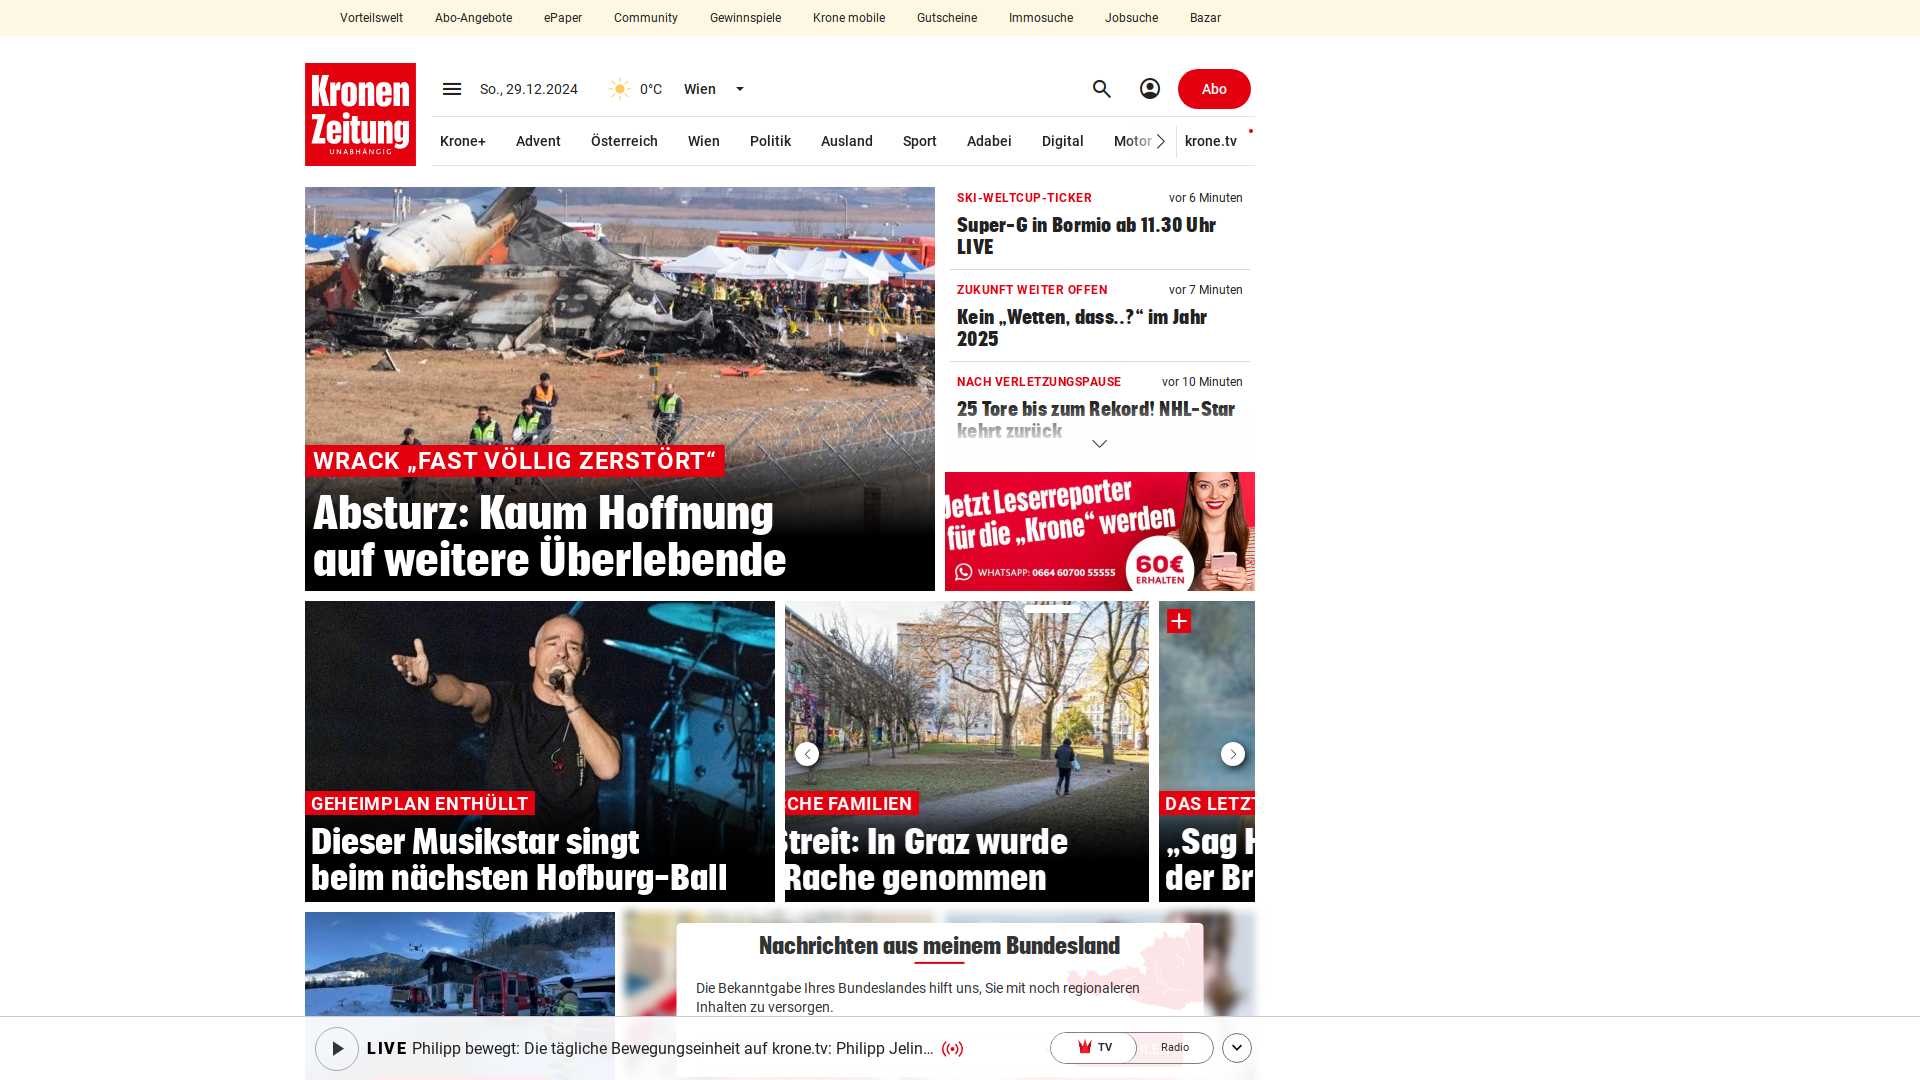 Vorteilswelt Abo-Angebote ePaper Community Gewinnspiele Krone mobile Gutscheine Immosuche Jobsuche Bazar
Kronen
Zeitung
UNABHÄNGIG
So., 29.12.2024 0°C Wien Abo
Krone+ Advent Österreich Wien Politik Ausland Sport Adabei Digital Motor krone.tv
WRACK „FAST VÖLLIG ZERSTÖRT“
Absturz: Kaum Hoffnung
auf weitere Überlebende
SKI-WELTCUP-TICKER vor 6 Minuten
Super-G in Bormio ab 11.30 Uhr
LIVE
ZUKUNFT WEITER OFFEN vor 7 Minuten
Kein „Wetten, dass..?“ im Jahr
2025
NACH VERLETZUNGSPAUSE vor 10 Minuten
25 Tore bis zum Rekord! NHL-Star
kehrt zurück
Jetzt Leserreporter
für die „Krone“ werden
WHATSAPP: 0664 60700 55555
60€
ERHALTEN
GEHEIMPLAN ENTHÜLLT
Dieser Musikstar singt
beim nächsten Hofburg-Ball
CHE FAMILIEN
Streit: In Graz wurde
Rache genommen
DAS LETZT
„Sag H
der Br
Nachrichten aus meinem Bundesland
Die Bekanntgabe Ihres Bundeslandes hilft uns, Sie mit noch regionaleren
Inhalten zu versorgen.
LIVE Philipp bewegt: Die tägliche Bewegungseinheit auf krone.tv: Philipp Jelin... TV Radio